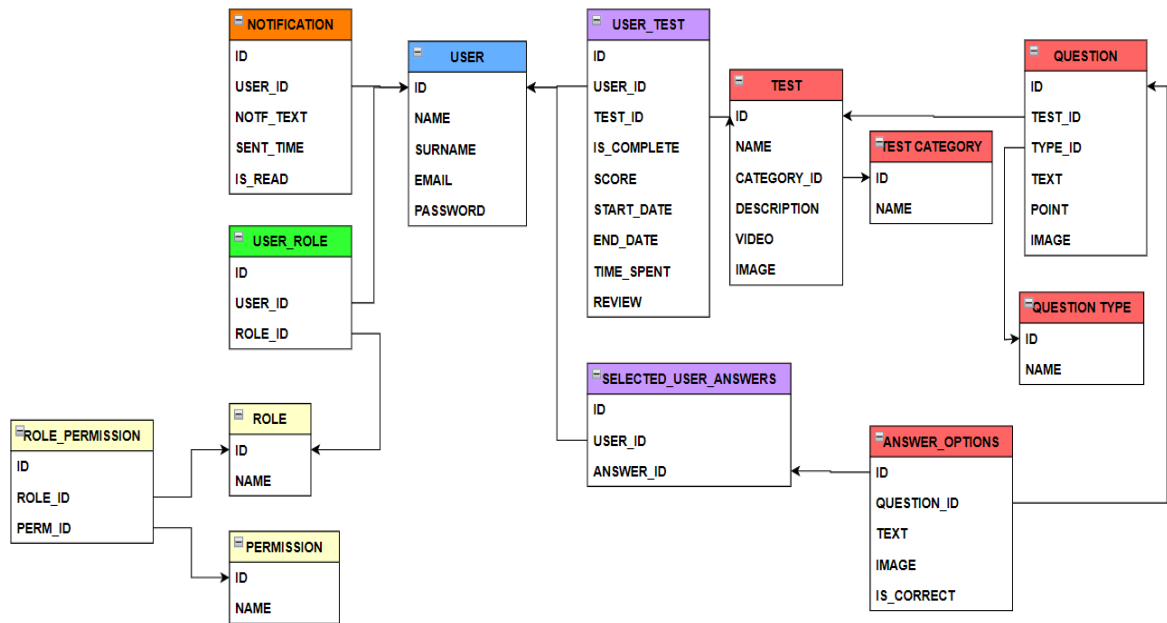 NOTIFICATION
ID
USER_ID
NOTF_TEXT
SENT_TIME
IS_READ
USER
ID
NAME
SURNAME
EMAIL
PASSWORD
USER_TEST
ID
USER_ID
TEST_ID
IS_COMPLETE
SCORE
START_DATE
END_DATE
TIME_SPENT
REVIEW
TEST
ID
NAME
CATEGORY_ID
DESCRIPTION
VIDEO
IMAGE
TEST CATEGORY
ID
NAME
QUESTION
ID
TEST_ID
TYPE_ID
TEXT
POINT
IMAGE
QUESTION TYPE
ID
NAME
USER_ROLE
ID
USER_ID
ROLE_ID
SELECTED_USER_ANSWERS
ID
USER_ID
ANSWER_ID
ANSWER_OPTIONS
ID
QUESTION_ID
TEXT
IMAGE
IS_CORRECT
ROLE_PERMISSION
ID
ROLE_ID
PERM_ID
ROLE
ID
NAME
PERMISSION
ID
NAME